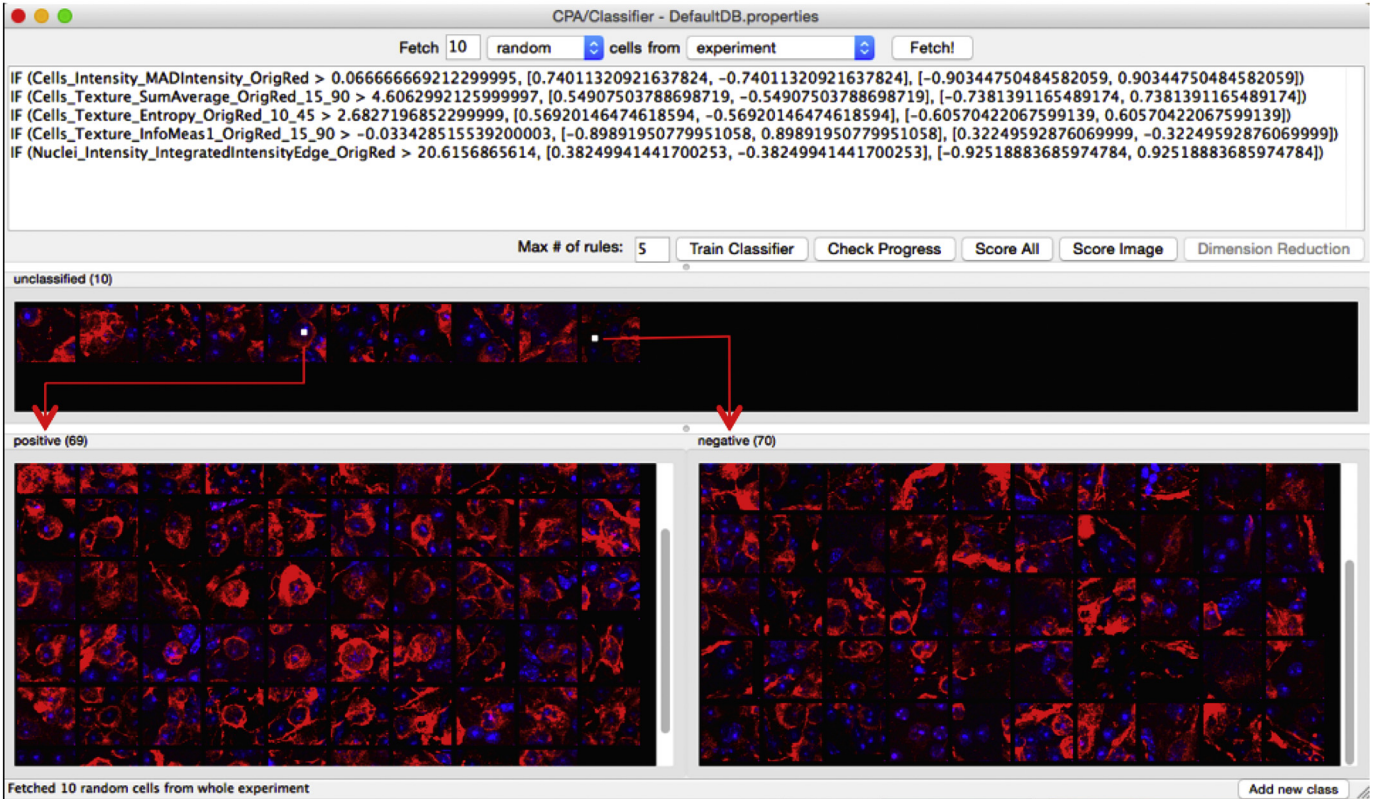 CPA/Classifier - DefaultDB.properties
Fetch 10 random cells from experiment Fetch!
IF (Cells_Intensity_MADIntensity_OrigRed > 0.066666669212299995, [0.74011320921637824, -0.74011320921637824], [-0.90344750484582059, 0.90344750484582059])
IF (Cells_Texture_SumAverage_OrigRed_15_90 > 4.6062992125999997, [0.54907503788698719, -0.54907503788698719], [-0.7381391165489174, 0.7381391165489174])
IF (Cells_Texture_Entropy_OrigRed_10_45 > 2.6827196852299999, [0.56920146474618594, -0.56920146474618594], [-0.60570422067599139, 0.60570422067599139])
IF (Cells_Texture_InfoMeas1_OrigRed_15_90 > -0.033428515539200003, [-0.89891950779951058, 0.89891950779951058], [0.32249592876069999, -0.32249592876069999])
IF (Nuclei_Intensity_IntegratedIntensityEdge_OrigRed > 20.6156865614, [0.38249941441700253, -0.38249941441700253], [-0.92518883685974784, 0.92518883685974784])
Max # of rules: 5 Train Classifier Check Progress Score All Score Image Dimension Reduction
unclassified (10)
positive (69) negative (70)
Fetched 10 random cells from whole experiment Add new class